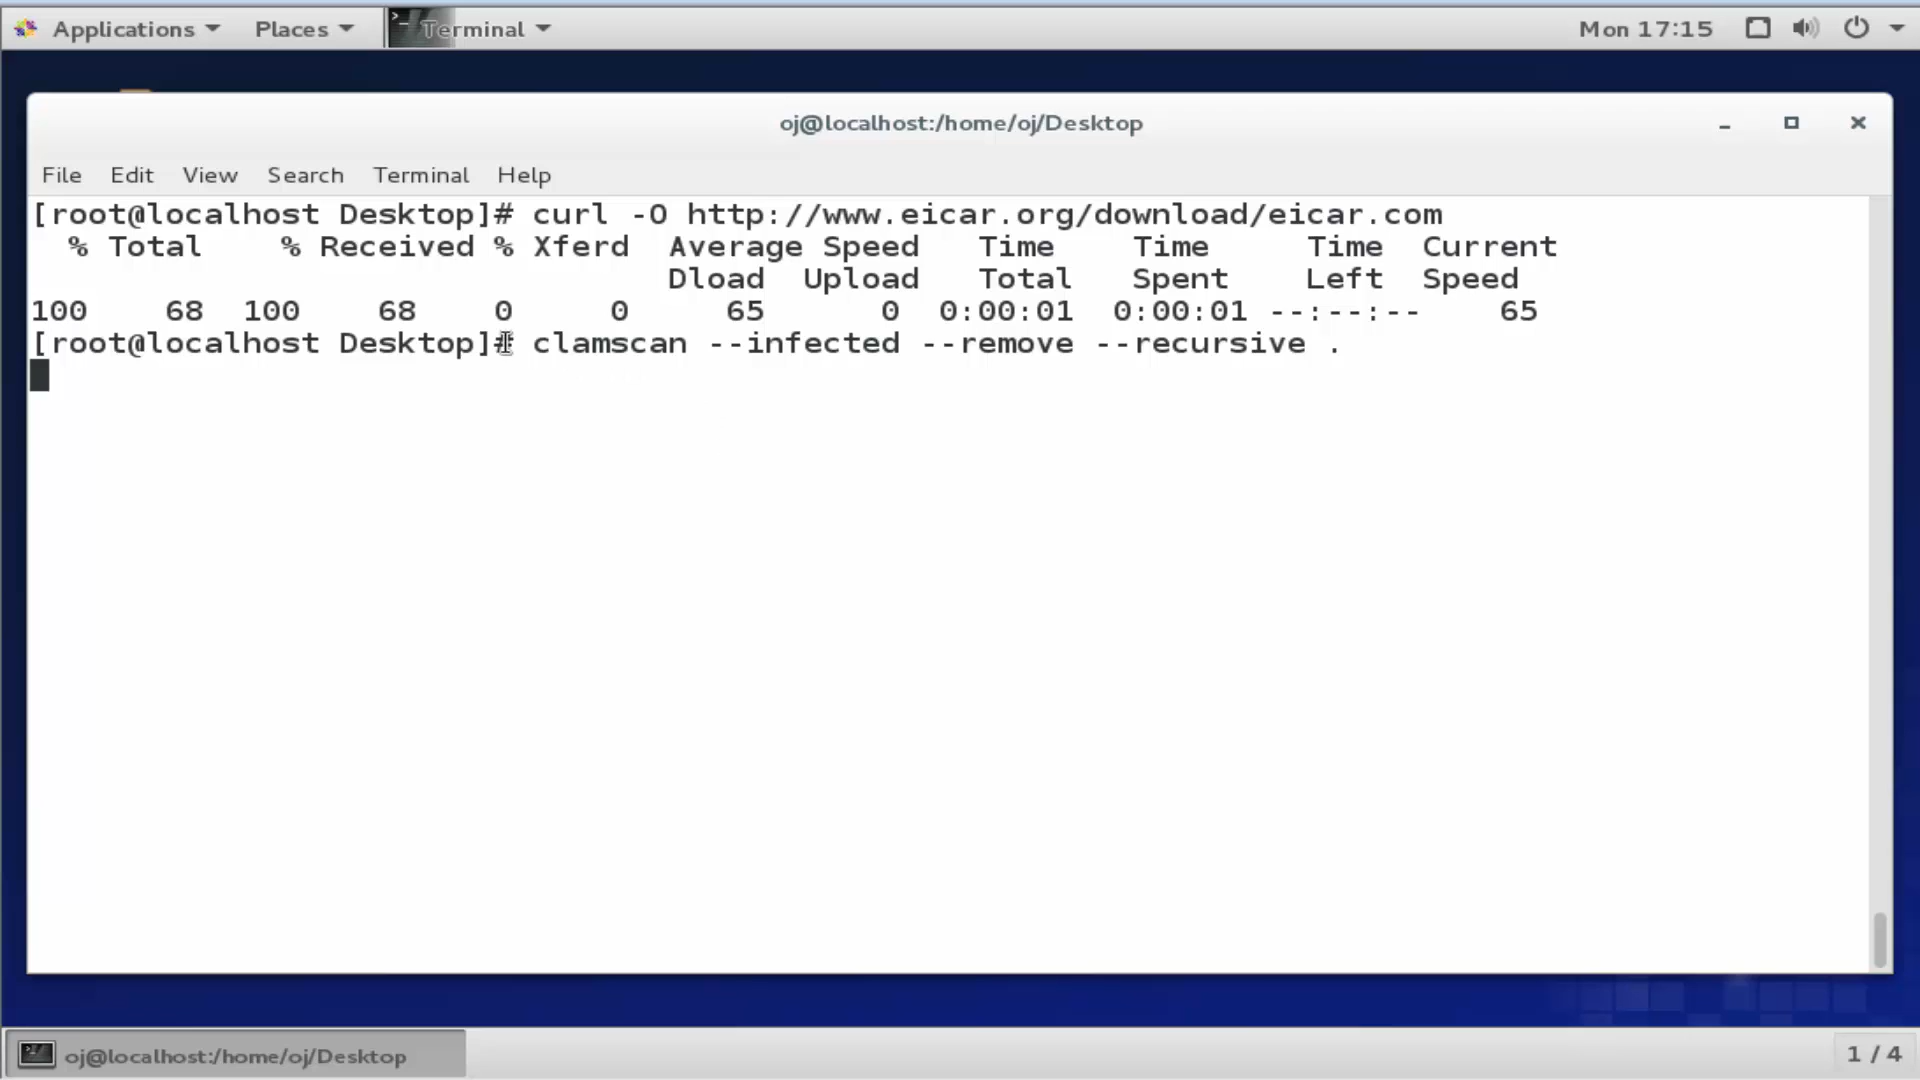 Applications Places Terminal Mon 17:15
oj@localhost:/home/oj/Desktop
File Edit View Search Terminal Help
[root@localhost Desktop]# curl -O http://www.eicar.org/download/eicar.com
% Total % Received % Xferd Average Speed Time Time Time Current
Dload Upload Total Spent Left Speed
100 68 100 68 0 0 65 0 0:00:01 0:00:01 --:--:-- 65
[root@localhost Desktop]# clamscan --infected --remove --recursive .
oj@localhost:/home/oj/Desktop 1 / 4